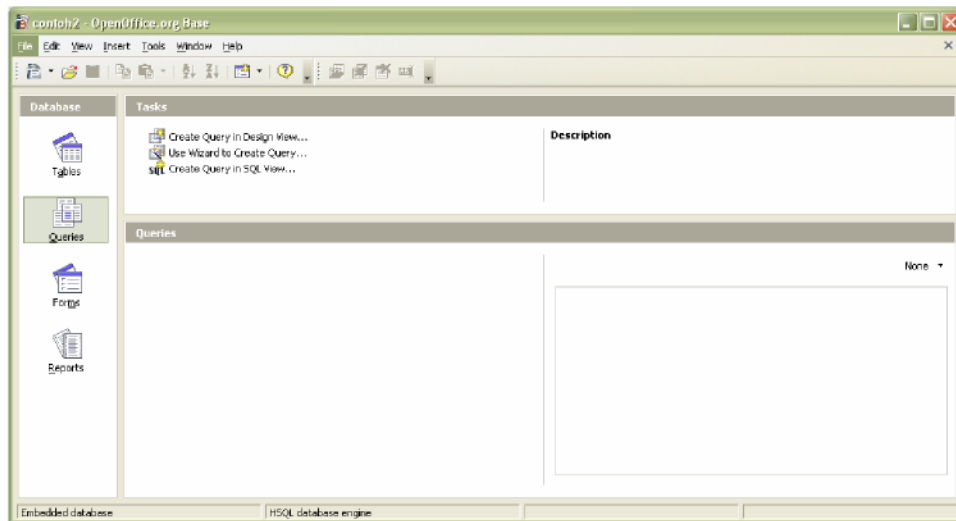 contoh2 - OpenOffice.org Base
File Edit View Insert Tools Window Help
Database
Tables
Queries
Forms
Reports
Tasks
Create Query in Design View...
Use Wizard to Create Query...
SQL Create Query in SQL View...
Description
Queries
None
Embedded database HSQL database engine